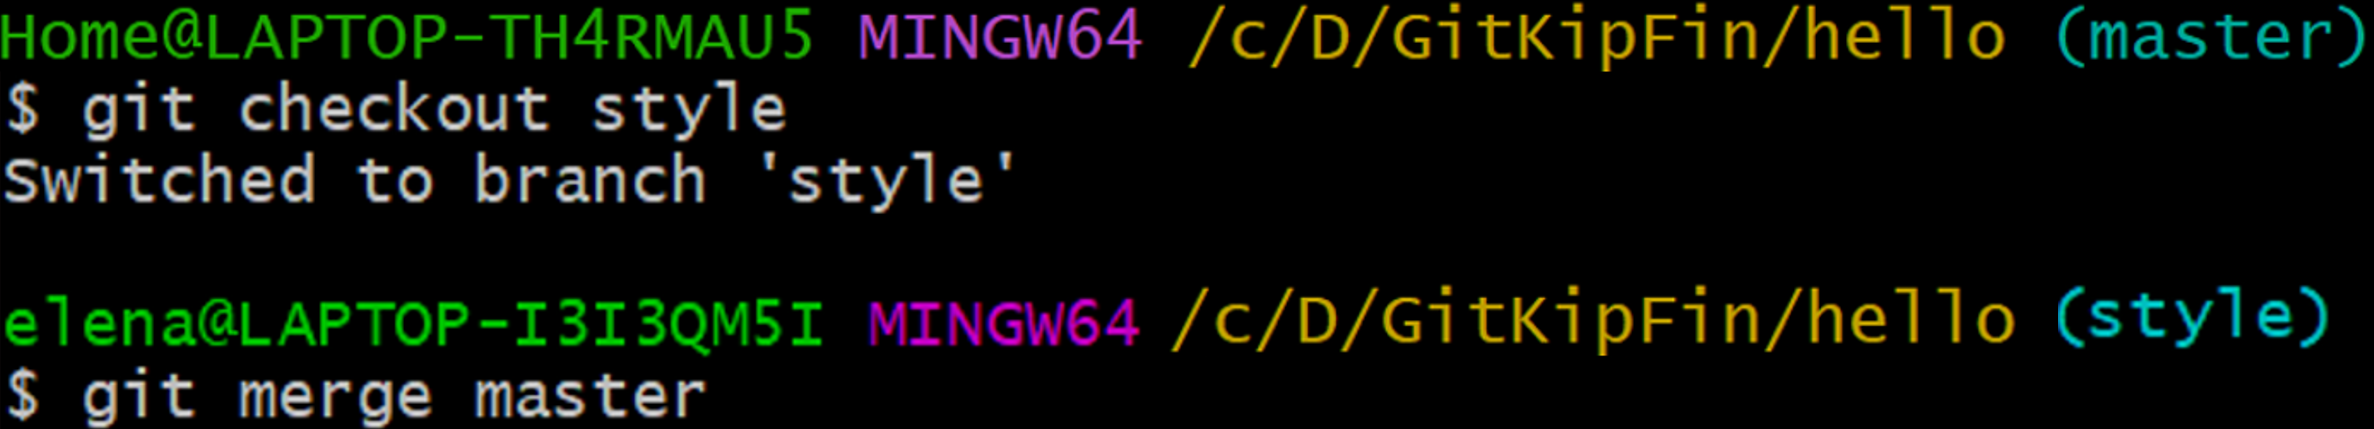 Home@LAPTOP-TH4RMAU5 MINGW64 /c/D/GitKipFin/hello (master)
$ git checkout style
Switched to branch 'style'
elena@LAPTOP-I3I3QM5I MINGW64 /c/D/GitKipFin/hello (style)
$ git merge master